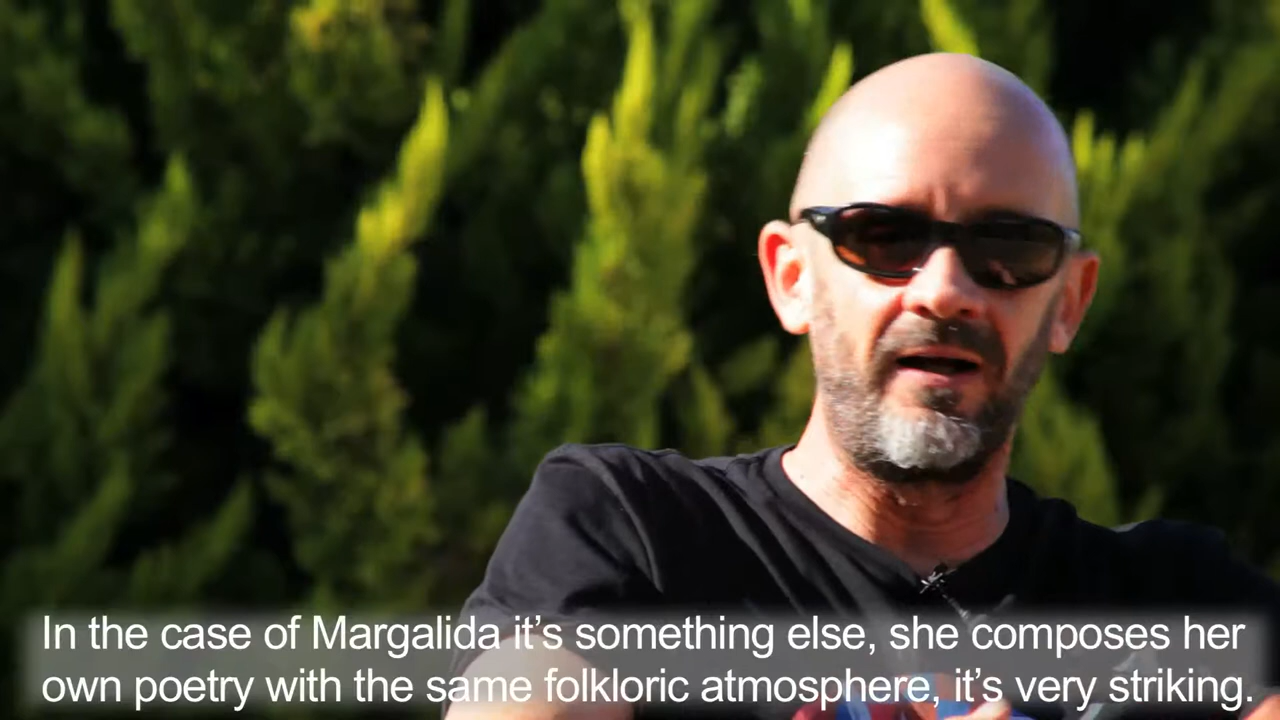 In the case of Margalida it’s something else, she composes her
own poetry with the same folkloric atmosphere, it’s very striking.